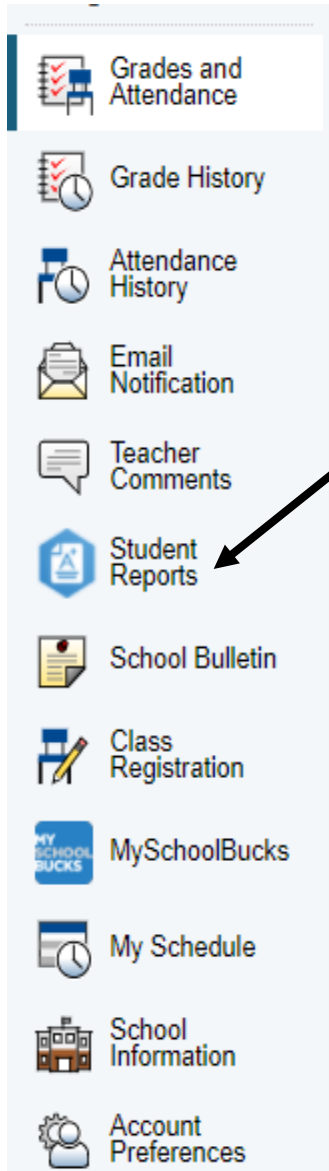 Grades and
Attendance
Grade History
Attendance
History
Email
Notification
Teacher
Comments
Student
Reports
School Bulletin
Class
Registration
MY
SCHOOL
BUCKS
MySchoolBucks
My Schedule
School
Information
Account
Preferences